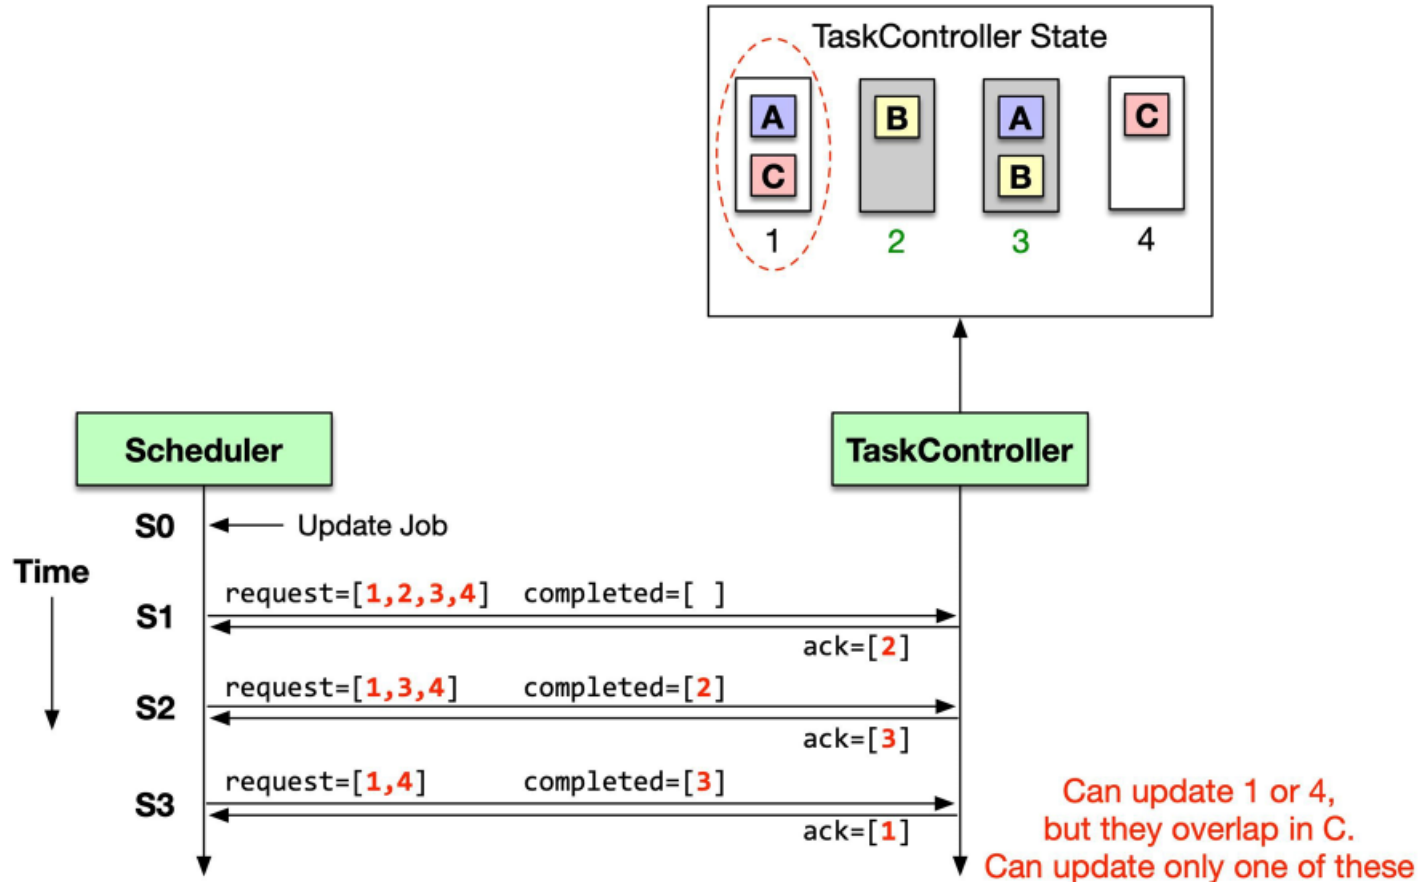 TaskController State
A B A C
C B
1 2 3 4
Scheduler TaskController
S0 Update Job
Time
request=[1,2,3,4] completed=[ ]
S1
ack=[2]
request=[1,3,4] completed=[2]
S2
ack=[3]
request=[1,4] completed=[3]
S3
ack=[1]
Can update 1 or 4,
but they overlap in C.
Can update only one of these